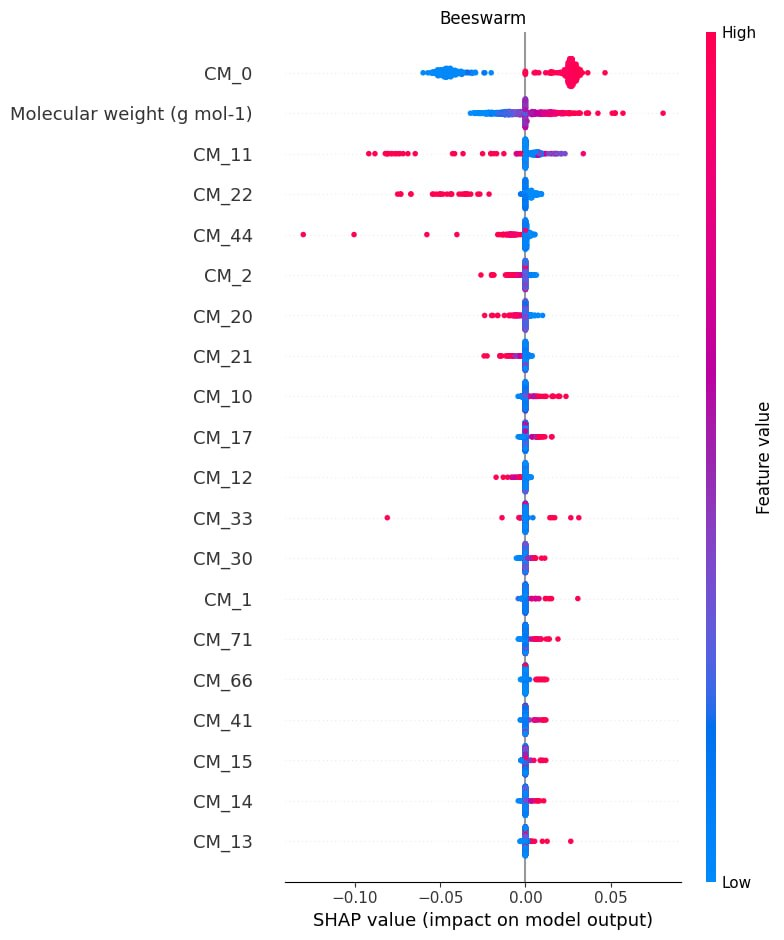 Beeswarm
High
CM_0
Molecular weight (g mol-1)
CM_11
CM_22
CM_44
CM_2
CM_20
CM_21
CM_10
CM_17
CM_12
CM_33
CM_30
CM_1
CM_71
CM_66
CM_41
CM_15
CM_14
CM_13
Feature value
Low
−0.10 −0.05 0.00 0.05
SHAP value (impact on model output)